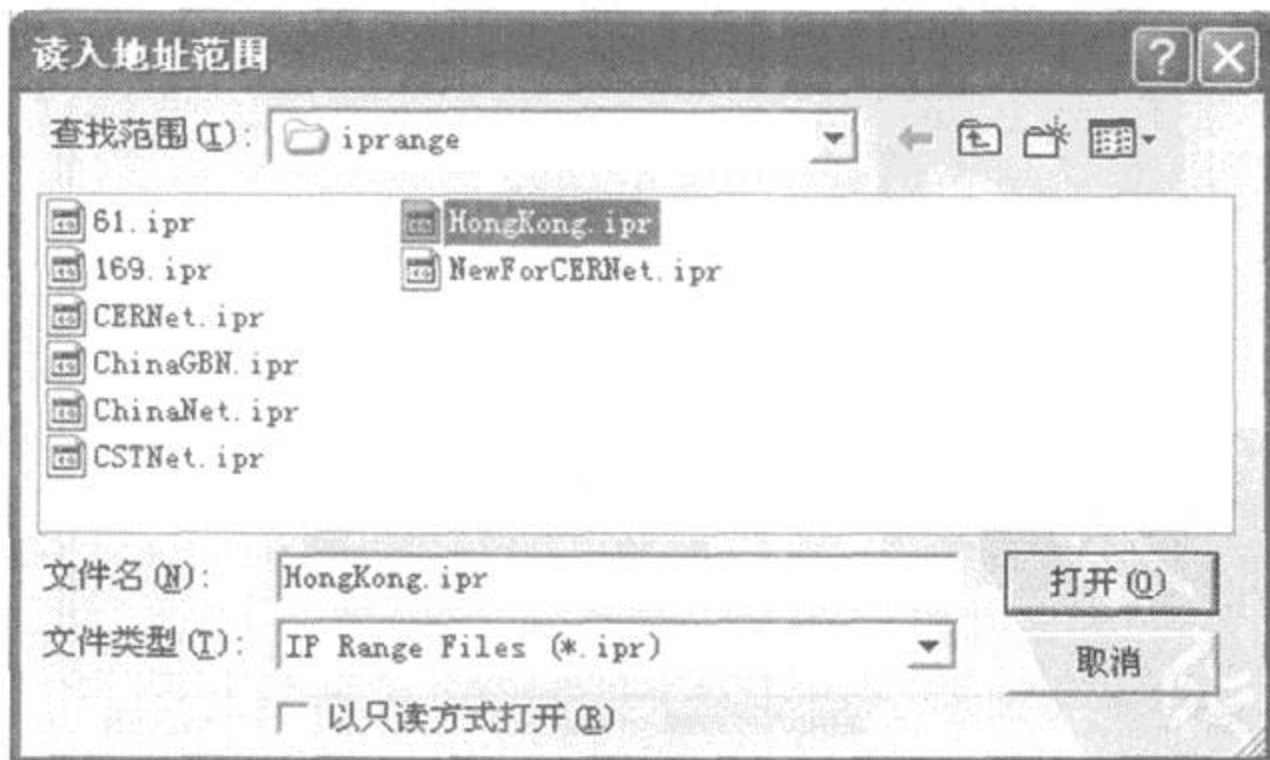 读入地址范围
查找范围(I): iprange
61.ipr
169.ipr
CERNet.ipr
ChinaGBN.ipr
ChinaNet.ipr
CSTNet.ipr
HongKong.ipr
NewForCERNet.ipr
文件名(N): HongKong.ipr 打开(O)
文件类型(T): IP Range Files (*.ipr) 取消
以只读方式打开(R)